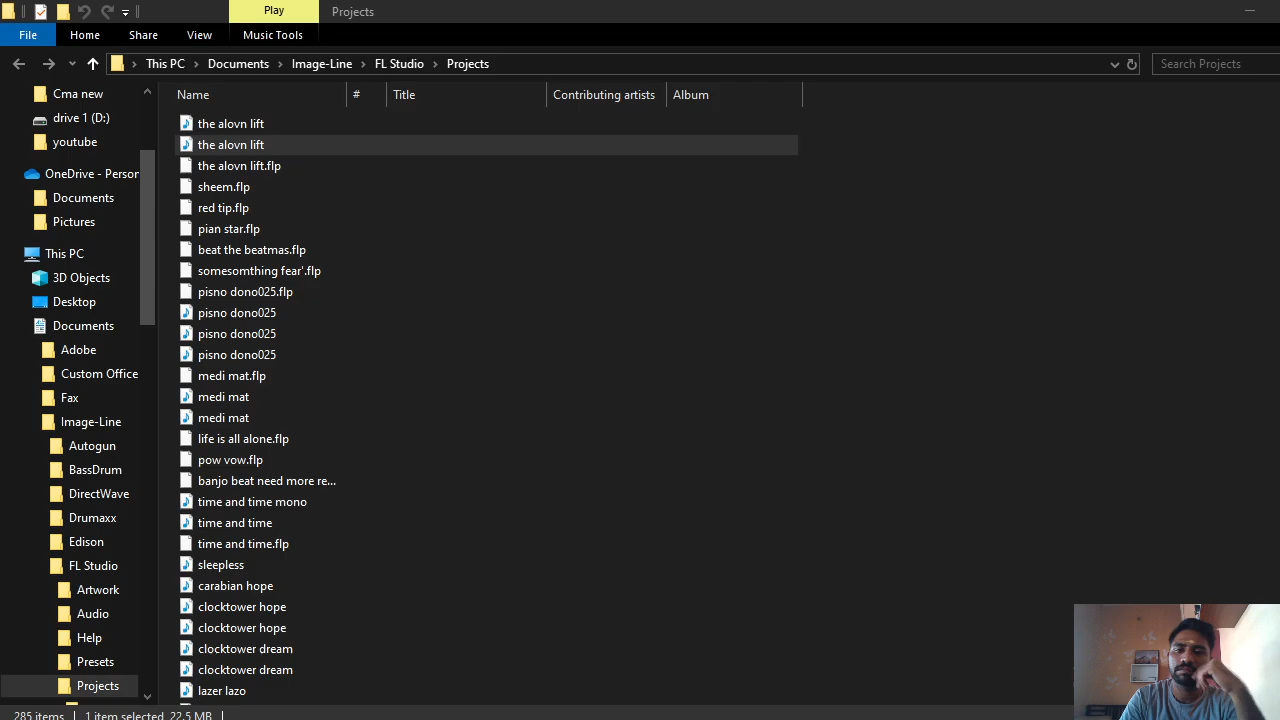 Play
Projects
File
Home
Share
View
Music Tools
This PC
Documents
Image-Line
FL Studio
Projects
Search Projects
Cma new
drive 1 (D:)
youtube
OneDrive - Person
Documents
Pictures
This PC
3D Objects
Desktop
Documents
Adobe
Custom Office
Fax
Image-Line
Autogun
BassDrum
DirectWave
Drumaxx
Edison
FL Studio
Artwork
Audio
Help
Presets
Projects
Name
#
Title
Contributing artists
Album
the alovn lift
the alovn lift
the alovn lift.flp
sheem.flp
red tip.flp
pian star.flp
beat the beatmas.flp
somesomthing fear'.flp
pisno dono025.flp
pisno dono025
pisno dono025
pisno dono025
medi mat.flp
medi mat
medi mat
life is all alone.flp
pow vow.flp
banjo beat need more re...
time and time mono
time and time
time and time.flp
sleepless
carabian hope
clocktower hope
clocktower hope
clocktower dream
clocktower dream
lazer lazo
285 items
1 item selected 22.5 MB